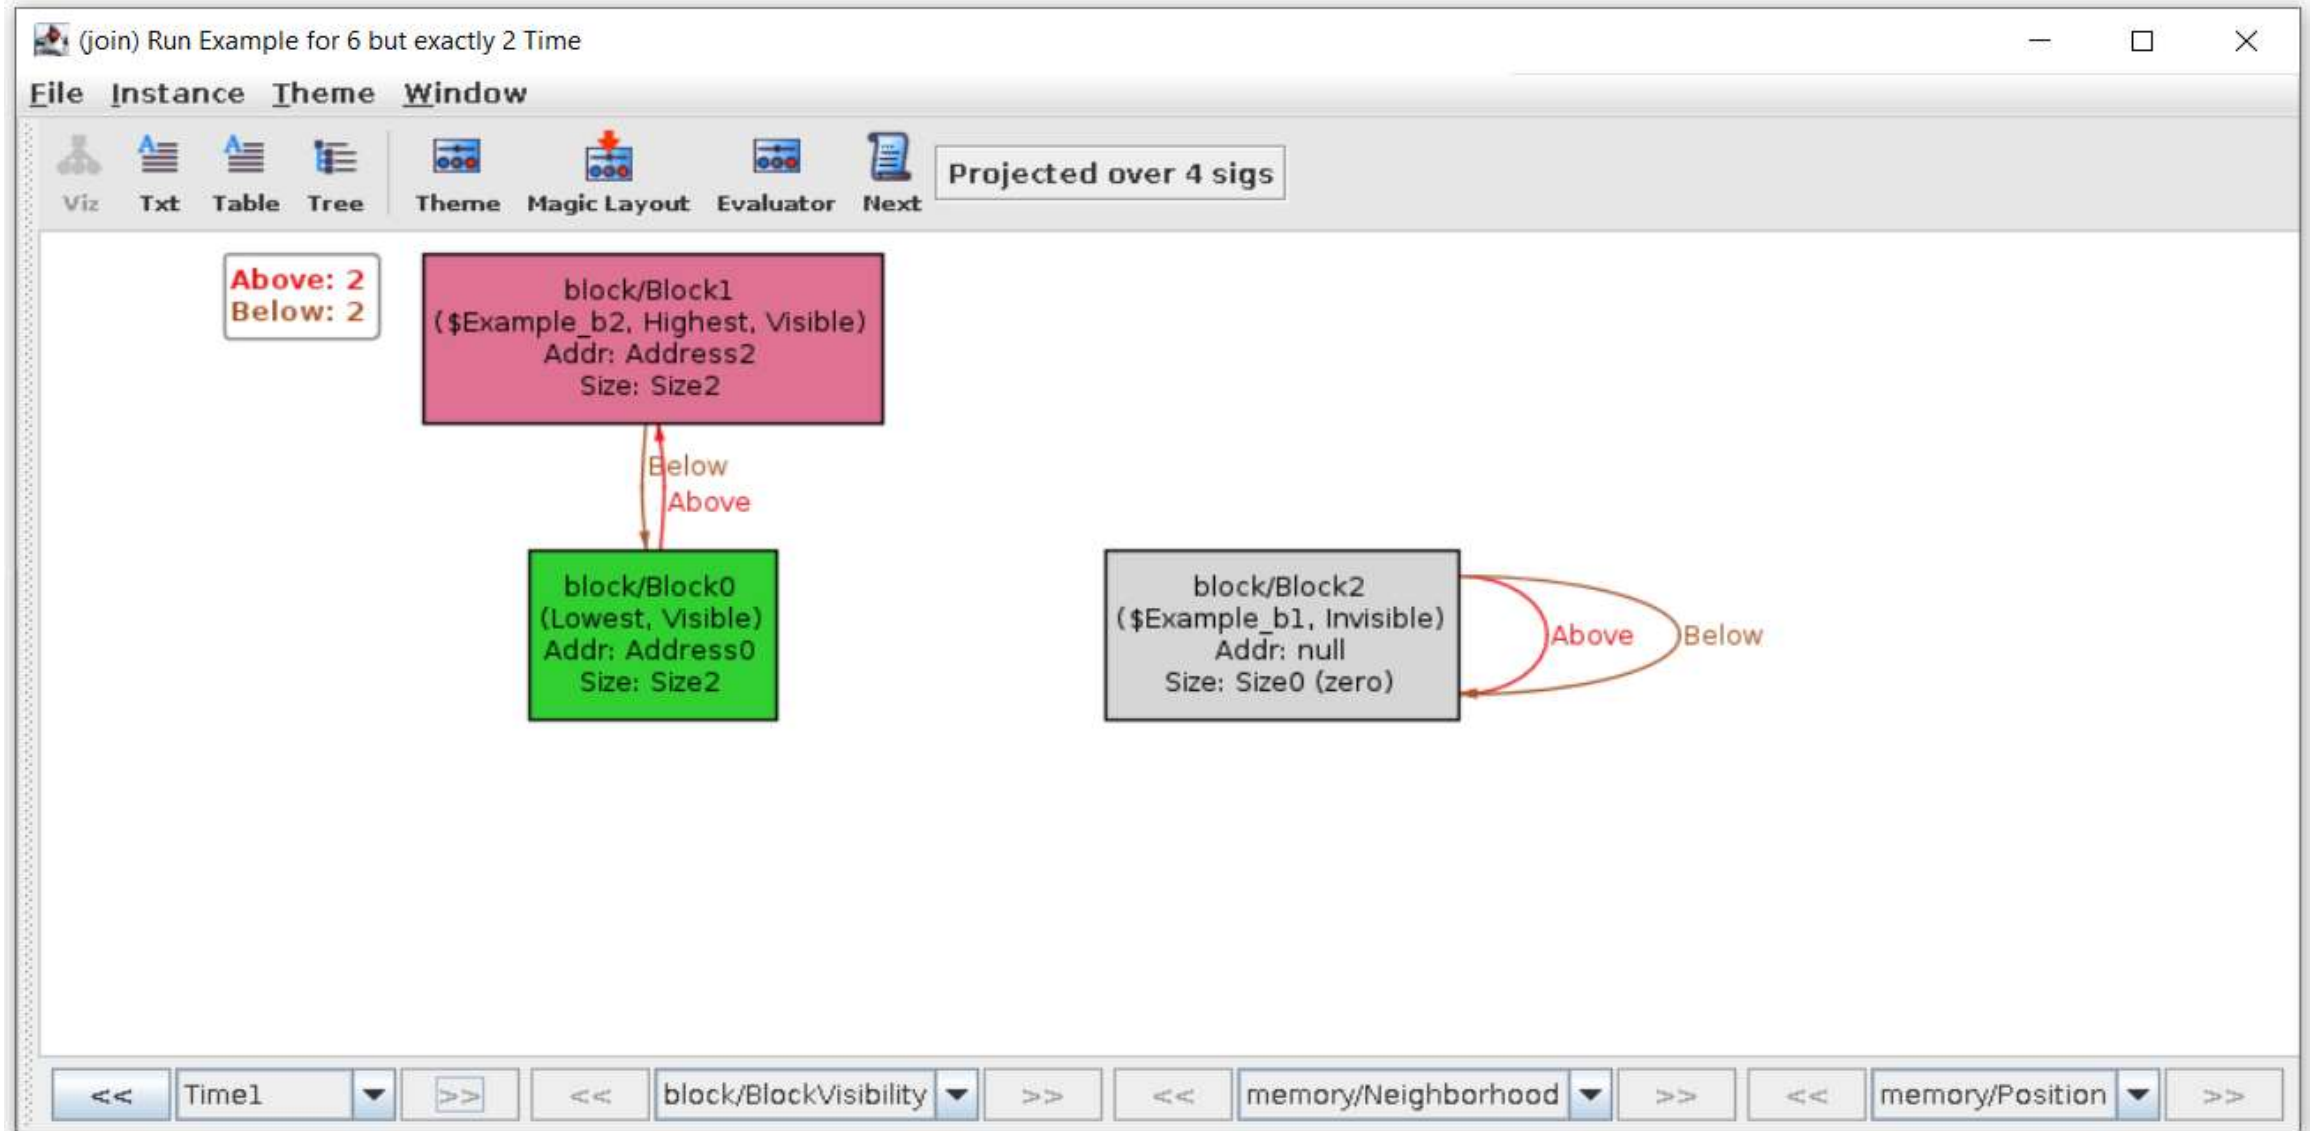 (join) Run Example for 6 but exactly 2 Time
File Instance Theme Window
Viz Txt Table Tree Theme Magic Layout Evaluator Next Projected over 4 sigs
Above: 2
Below: 2
block/Block1
($Example_b2, Highest, Visible)
Addr: Address2
Size: Size2
Below
Above
block/Block0
(Lowest, Visible)
Addr: Address0
Size: Size2
block/Block2
($Example_b1, Invisible)
Addr: null
Size: Size0 (zero)
Above
Below
<< Time1 >> << block/BlockVisibility >> << memory/Neighborhood >> << memory/Position >>